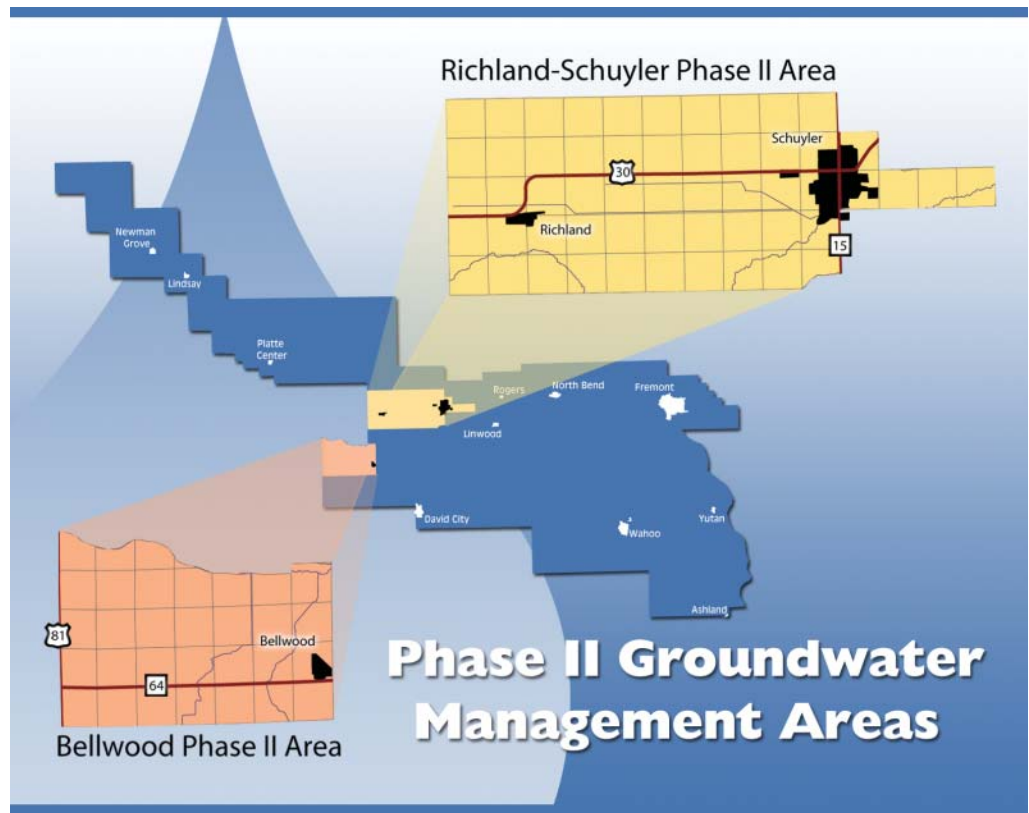 Richland-Schuyler Phase II Area
Schuyler
30
Richland
15
Newman
Grove
Lindsay
Platte
Center
Rogers
North Bend
Fremont
Linwood
David City
Wahoo
Yutan
Ashland
81
Bellwood
64
Bellwood Phase II Area
Phase II Groundwater
Management Areas